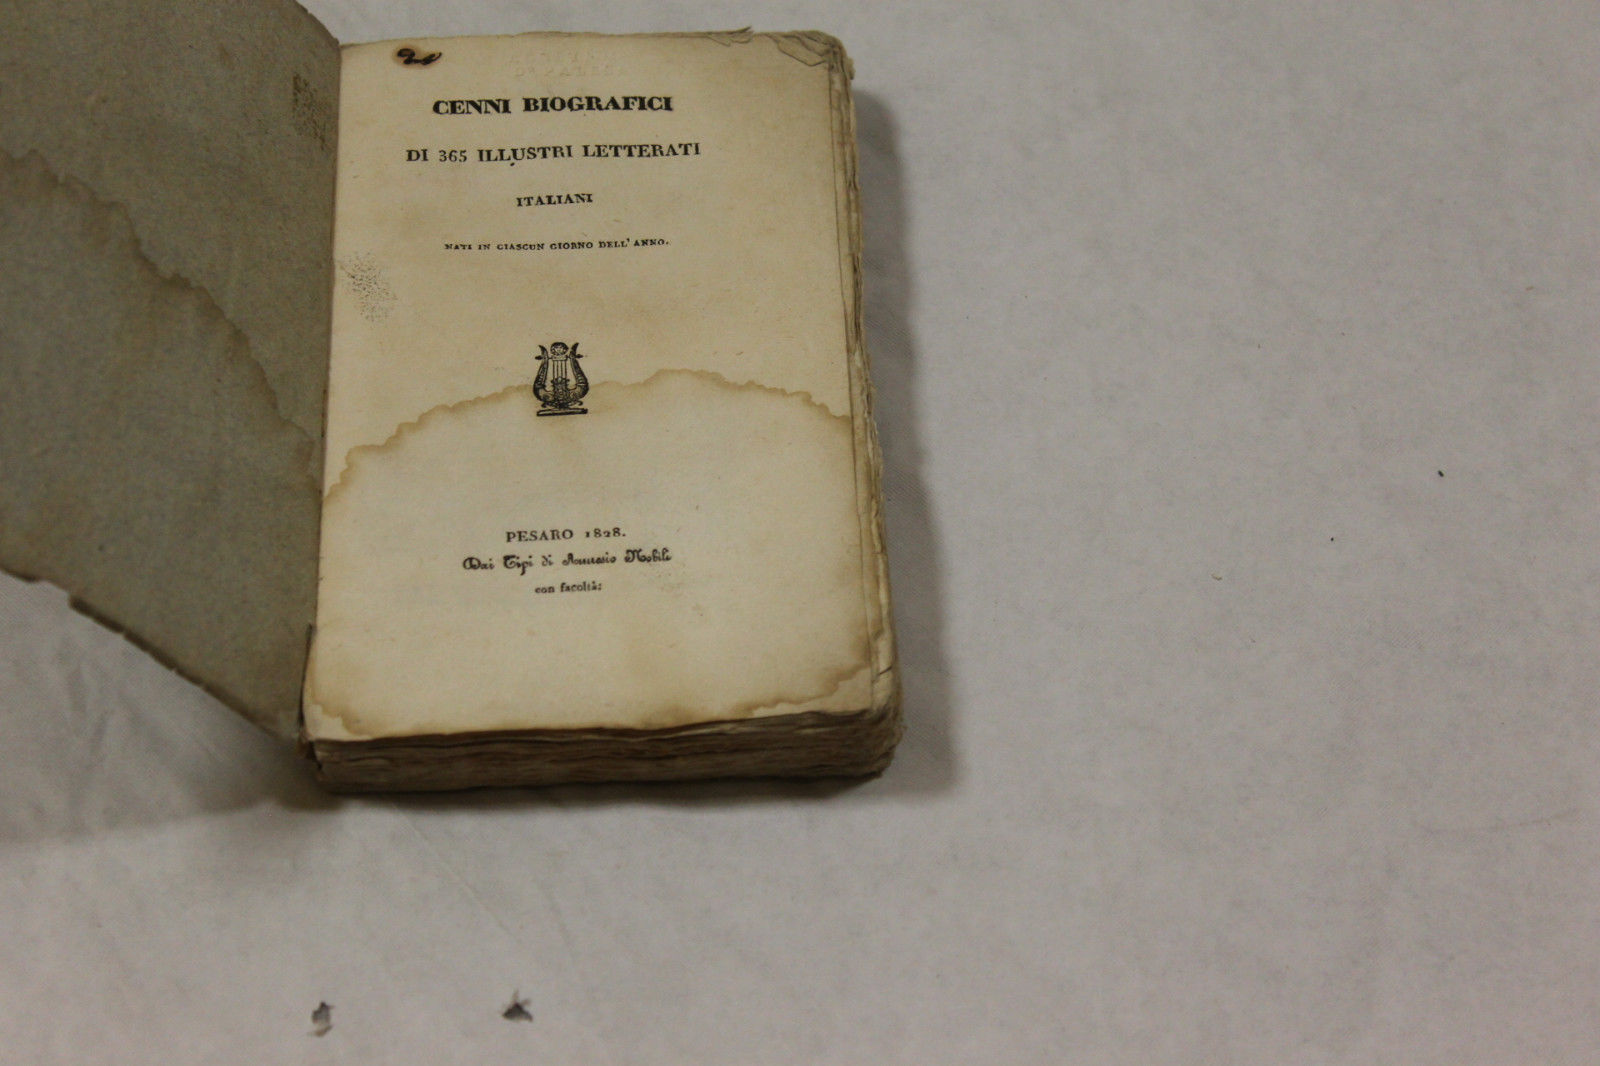 CENNI BIOGRAFICI
DI 365 ILLUSTRI LETTERATI
ITALIANI
NATI IN CIASCUN GIORNO DELL' ANNO.
PESARO 1828.
Dai Tipi di Annesio Nobili
con facoltà: